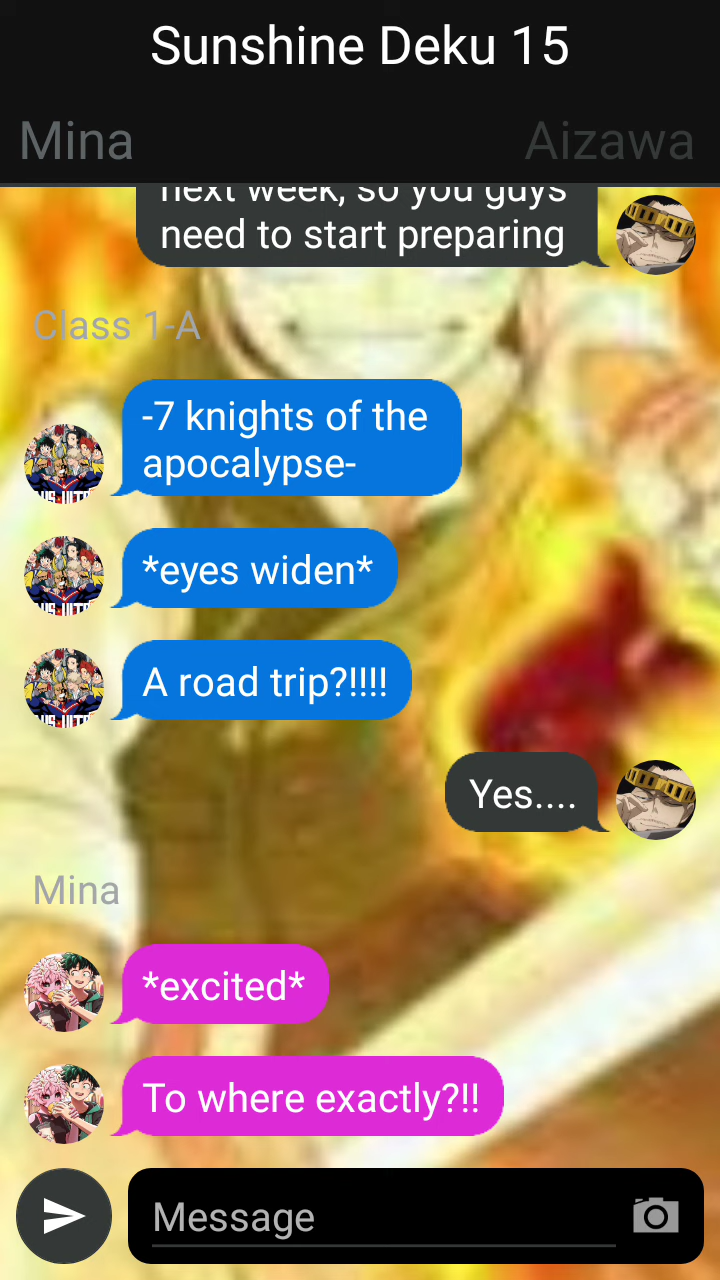 Sunshine Deku 15
Mina
Aizawa
next week, so you guys
need to start preparing
Class 1-A
-7 knights of the
apocalypse-
*eyes widen*
A road trip?!!!!
Yes....
Mina
*excited*
To where exactly?!!
Message